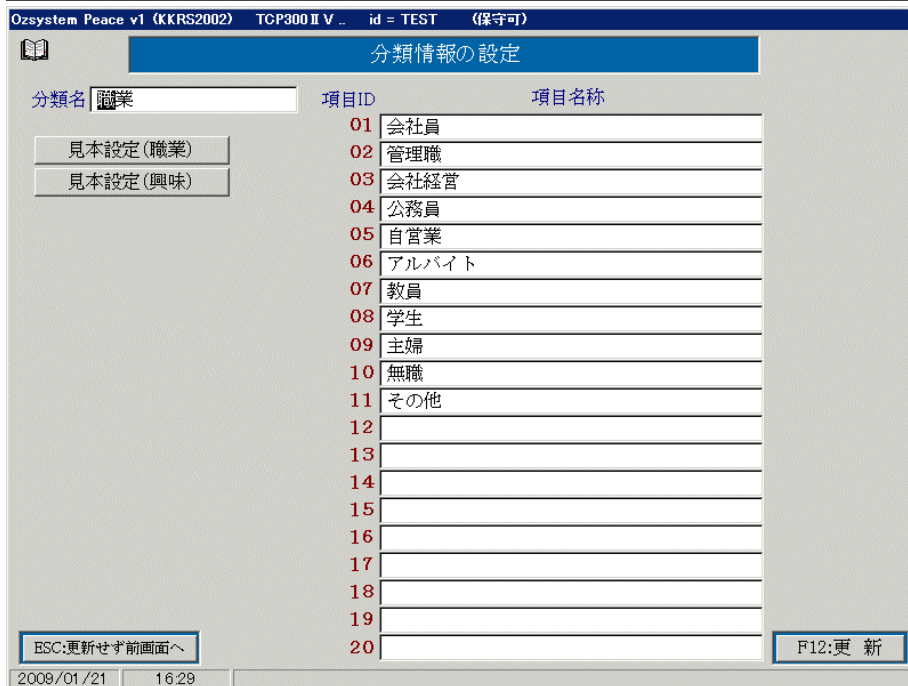 Ozsystem Peace v1 (KKRS2002) TCP300ⅡV .. id = TEST (保守可)
分類情報の設定
分類名 職業
項目ID 項目名称
見本設定(職業)
見本設定(興味)
01 会社員
02 管理職
03 会社経営
04 公務員
05 自営業
06 アルバイト
07 教員
08 学生
09 主婦
10 無職
11 その他
12
13
14
15
16
17
18
19
20
ESC:更新せず前画面へ
F12:更 新
2009/01/21 16:29